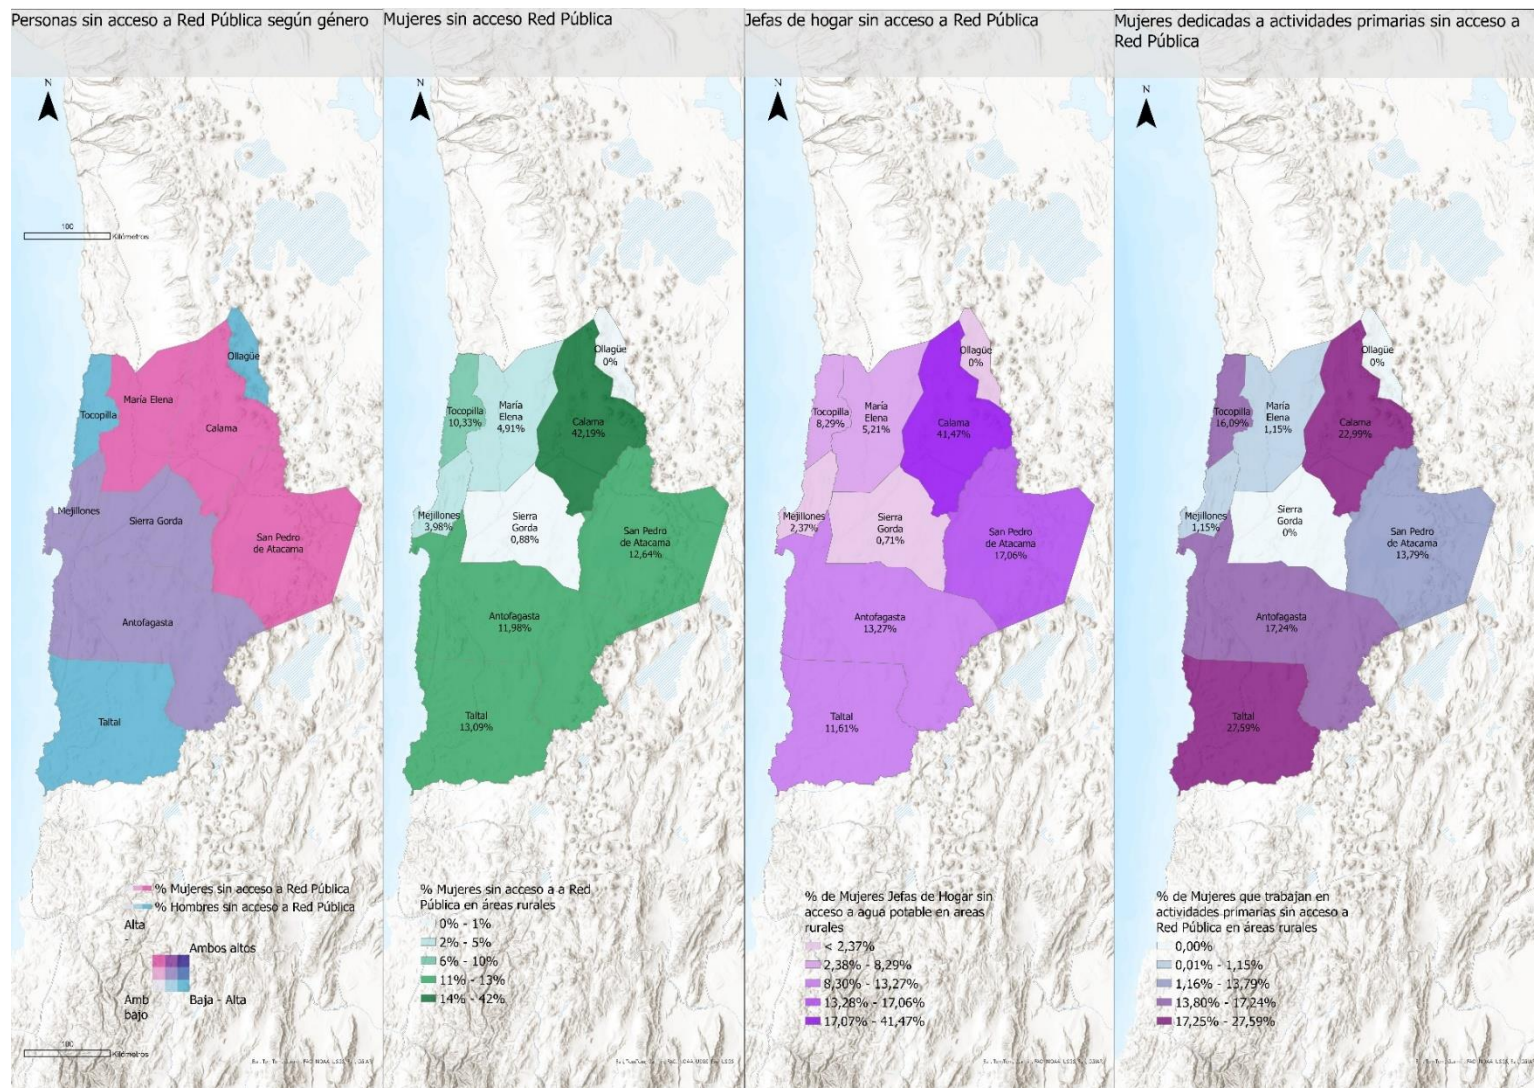 Personas sin acceso a Red Pública según género
N
100
Kilómetros
Ollagüe
María Elena
Tocopilla
Calama
Mejillones
Sierra Gorda
San Pedro
de Atacama
Antofagasta
Taltal
% Mujeres sin acceso a Red Pública
% Hombres sin acceso a Red Pública
Alta
Ambos altos
Amb
bajo
Baja - Alta
100
Kilómetros
Mujeres sin acceso Red Pública
N
Ollagüe
0%
Tocopilla
10,33%
María
Elena
4,91%
Calama
42,19%
Mejillones
3,98%
Sierra
Gorda
0,88%
San Pedro
de Atacama
12,64%
Antofagasta
11,98%
Taltal
13,09%
% Mujeres sin acceso a a Red
Pública en áreas rurales
0% - 1%
2% - 5%
6% - 10%
11% - 13%
14% - 42%
Jefas de hogar sin acceso a Red Pública
N
Ollagüe
0%
Tocopilla
8,29%
María
Elena
5,21%
Calama
41,47%
Mejillones
2,37%
Sierra
Gorda
0,71%
San Pedro
de Atacama
17,06%
Antofagasta
13,27%
Taltal
11,61%
% de Mujeres Jefas de Hogar sin
acceso a agua potable en areas
rurales
< 2,37%
2,38% - 8,29%
8,30% - 13,27%
13,28% - 17,06%
17,07% - 41,47%
Mujeres dedicadas a actividades primarias sin acceso a
Red Pública
N
Ollagüe
0%
Tocopilla
16,09%
María
Elena
1,15%
Calama
22,99%
Mejillones
1,15%
Sierra
Gorda
0%
San Pedro
de Atacama
13,79%
Antofagasta
17,24%
Taltal
27,59%
% de Mujeres que trabajan en
actividades primarias sin acceso a
Red Pública en áreas rurales
0,00%
0,01% - 1,15%
1,16% - 13,79%
13,80% - 17,24%
17,25% - 27,59%